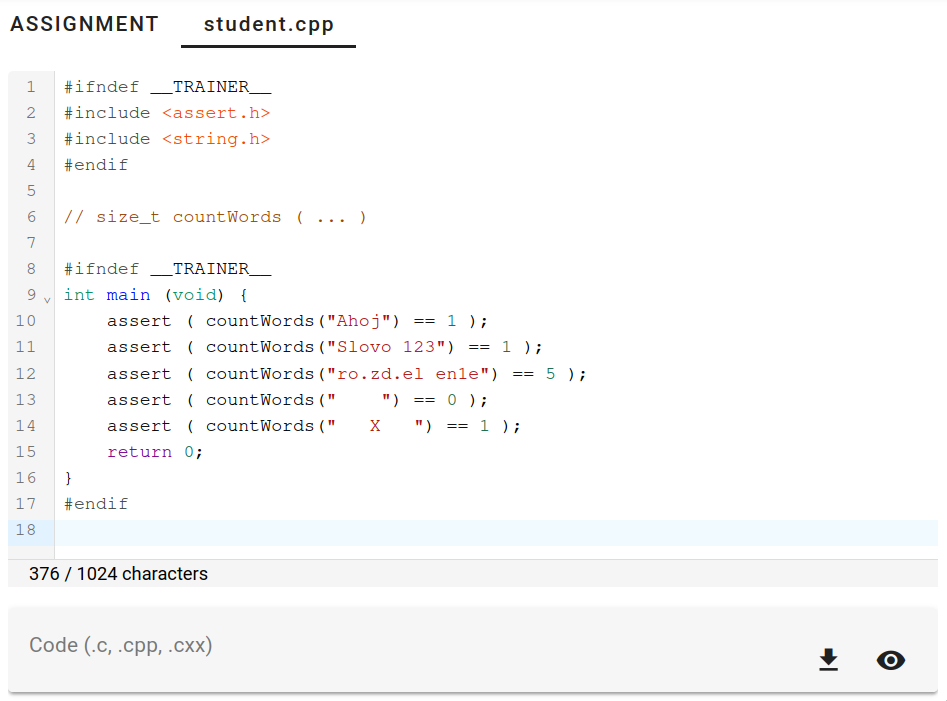 ASSIGNMENT student.cpp
1 #ifndef __TRAINER__
2 #include <assert.h>
3 #include <string.h>
4 #endif
5
6 // size_t countWords ( ... )
7
8 #ifndef __TRAINER__
9 int main (void) {
10     assert ( countWords("Ahoj") == 1 );
11     assert ( countWords("Slovo 123") == 1 );
12     assert ( countWords("ro.zd.el en1e") == 5 );
13     assert ( countWords("    ") == 0 );
14     assert ( countWords("   X   ") == 1 );
15     return 0;
16 }
17 #endif
18
376 / 1024 characters
Code (.c, .cpp, .cxx)